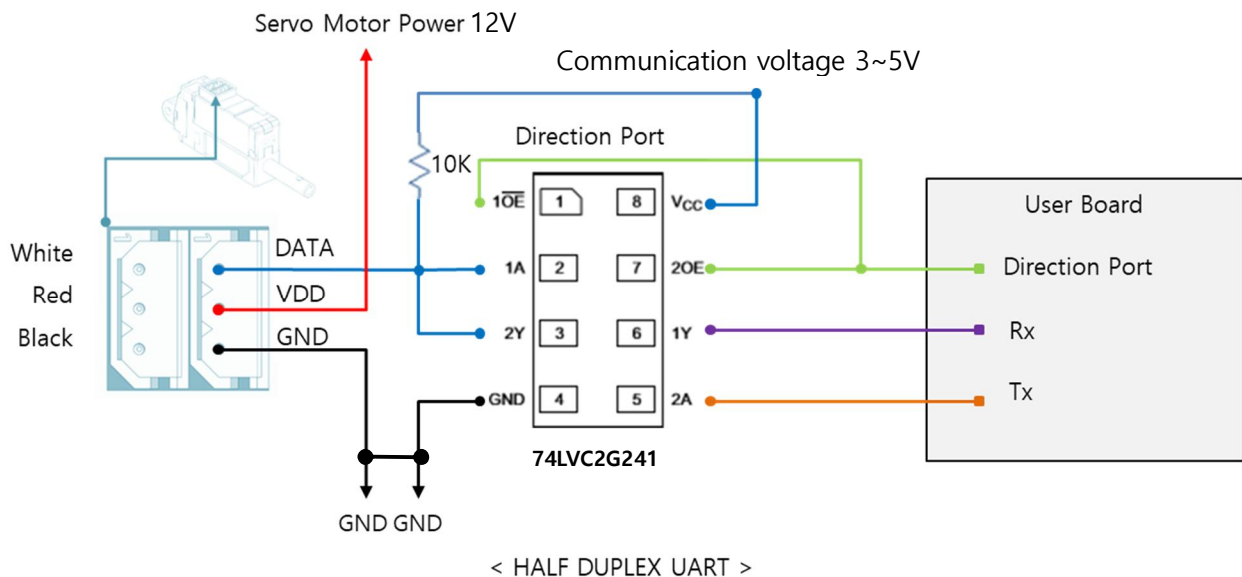 Servo Motor Power 12V
Communication voltage 3~5V
Direction Port
10K
1O̅E̅ 1 8 VCC
User Board
White DATA 1A 2 7 2OE Direction Port
Red VDD
Black GND 2Y 3 6 1Y Rx
GND 4 5 2A Tx
74LVC2G241
GND GND
< HALF DUPLEX UART >